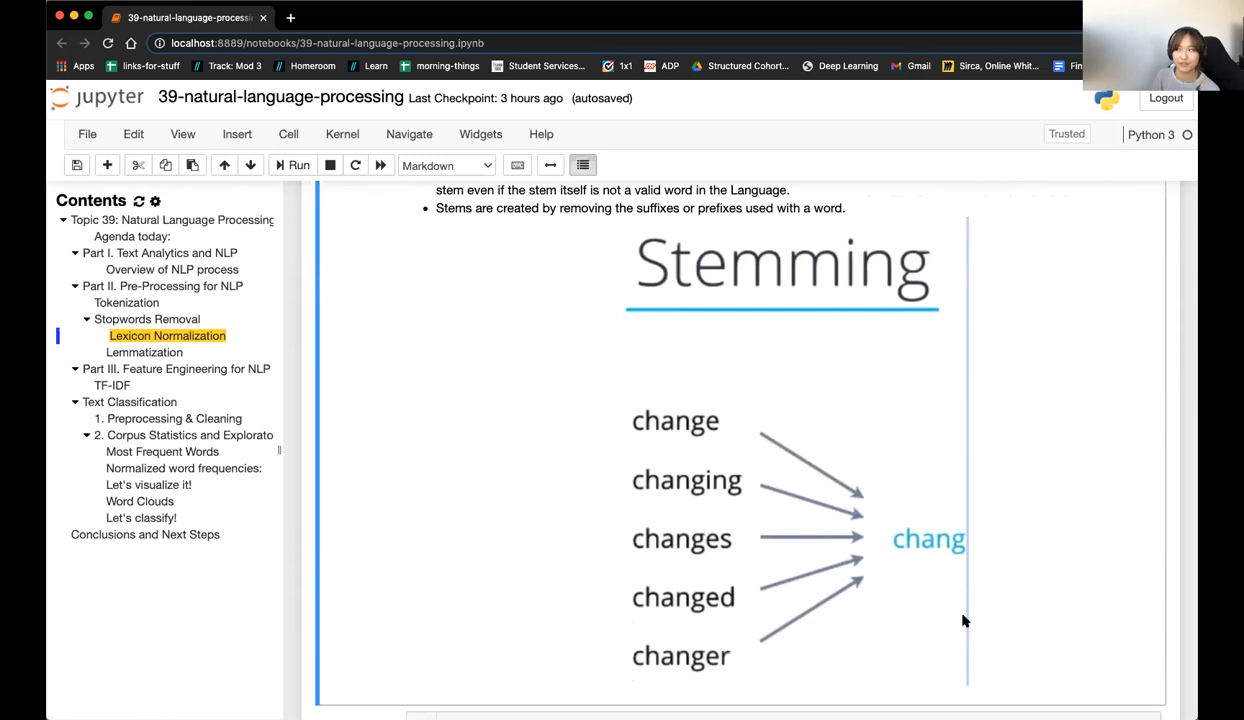 39-natural-language-processi
localhost:8889/notebooks/39-natural-language-processing.ipynb
Apps links-for-stuff Track: Mod 3 Homeroom Learn morning-things Student Services... 1x1 ADP Structured Cohort... Deep Learning Gmail Sirca, Online Whit... Fin
jupyter 39-natural-language-processing Last Checkpoint: 3 hours ago (autosaved) Logout
File Edit View Insert Cell Kernel Navigate Widgets Help Trusted Python 3
Run Markdown
Contents
Topic 39: Natural Language Processing
Agenda today:
Part I. Text Analytics and NLP
Overview of NLP process
Part II. Pre-Processing for NLP
Tokenization
Stopwords Removal
Lexicon Normalization
Lemmatization
Part III. Feature Engineering for NLP
TF-IDF
Text Classification
1. Preprocessing & Cleaning
2. Corpus Statistics and Explorato
Most Frequent Words
Normalized word frequencies:
Let's visualize it!
Word Clouds
Let's classify!
Conclusions and Next Steps
stem even if the stem itself is not a valid word in the Language.
• Stems are created by removing the suffixes or prefixes used with a word.
Stemming
change
changing
changes
changed
changer
chang